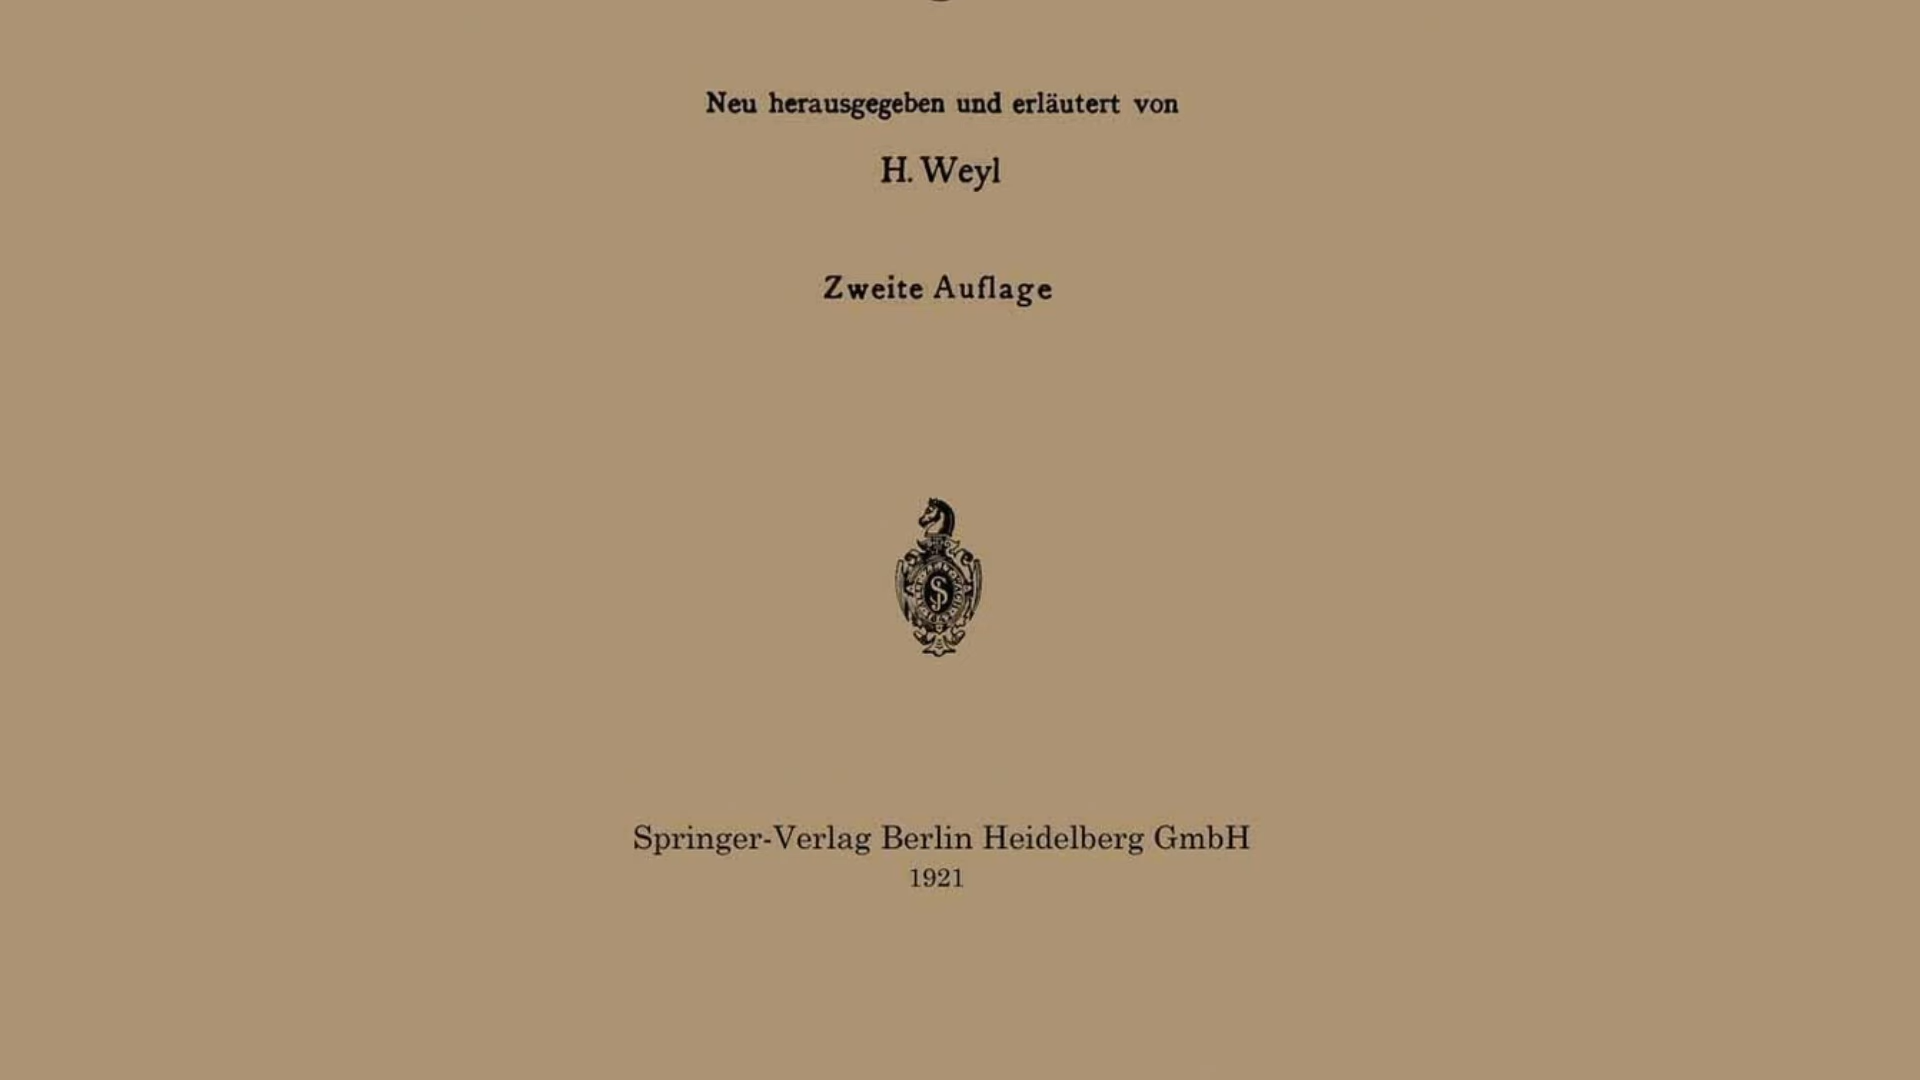 Neu herausgegeben und erläutert von
H. Weyl
Zweite Auflage
Springer-Verlag Berlin Heidelberg GmbH
1921